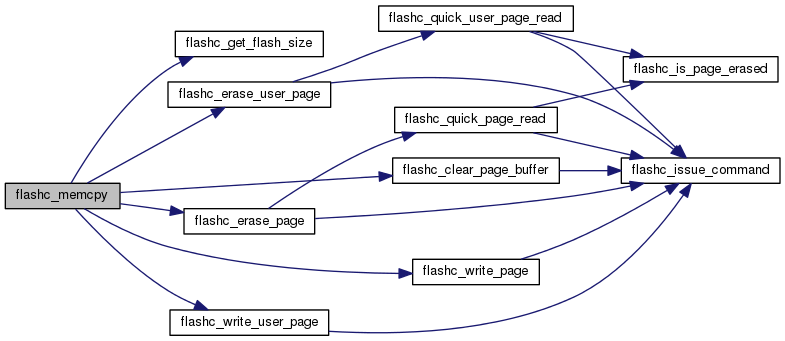 flashc_quick_user_page_read
flashc_get_flash_size
flashc_is_page_erased
flashc_erase_user_page
flashc_quick_page_read
flashc_clear_page_buffer
flashc_issue_command
flashc_memcpy
flashc_erase_page
flashc_write_page
flashc_write_user_page